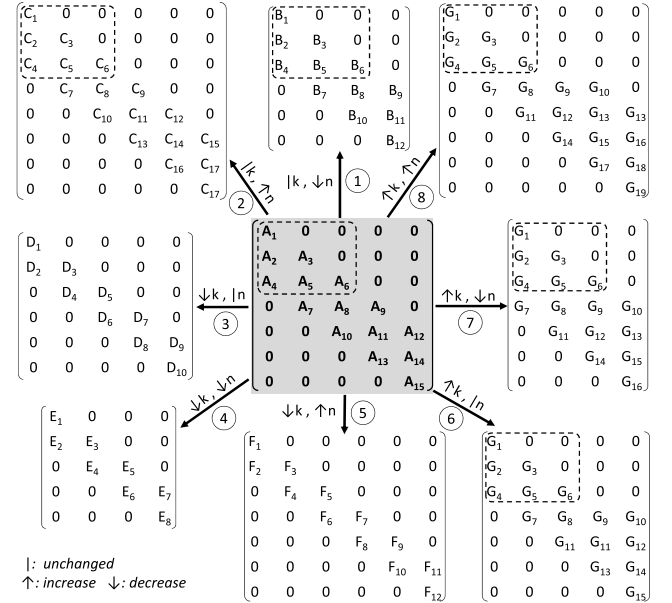 C₁ 0 0 0 0 0
C₂ C₃ 0 0 0 0
C₄ C₅ C₆ 0 0 0
0 C₇ C₈ C₉ 0 0
0 0 C₁₀ C₁₁ C₁₂ 0
0 0 0 C₁₃ C₁₄ C₁₅
0 0 0 0 C₁₆ C₁₇
0 0 0 0 0 C₁₇
B₁ 0 0 0
B₂ B₃ 0 0
B₄ B₅ B₆ 0
0 B₇ B₈ B₉
0 0 B₁₀ B₁₁
0 0 0 B₁₂
G₁ 0 0 0 0 0
G₂ G₃ 0 0 0 0
G₄ G₅ G₆ 0 0 0
0 G₇ G₈ G₉ G₁₀ 0
0 0 G₁₁ G₁₂ G₁₃ G₁₃
0 0 0 G₁₄ G₁₅ G₁₆
0 0 0 0 G₁₇ G₁₈
0 0 0 0 0 G₁₉
|k, ↑n
2
|k, ↓n
1
↑k, ↑n
8
D₁ 0 0 0 0
D₂ D₃ 0 0 0
0 D₄ D₅ 0 0
0 0 D₆ D₇ 0
0 0 0 D₈ D₉
0 0 0 0 D₁₀
↓k, |n
3
A₁ 0 0 0 0
A₂ A₃ 0 0 0
A₄ A₅ A₆ 0 0
0 A₇ A₈ A₉ 0
0 0 A₁₀ A₁₁ A₁₂
0 0 0 A₁₃ A₁₄
0 0 0 0 A₁₅
↑k, ↓n
7
G₁ 0 0 0
G₂ G₃ 0 0
G₄ G₅ G₆ 0
G₇ G₈ G₉ G₁₀
0 G₁₁ G₁₂ G₁₃
0 0 G₁₄ G₁₅
0 0 0 G₁₆
↓k, ↓n
4
↓k, ↑n
5
↑k, |n
6
E₁ 0 0 0
E₂ E₃ 0 0
0 E₄ E₅ 0
0 0 E₆ E₇
0 0 0 E₈
F₁ 0 0 0 0 0
F₂ F₃ 0 0 0 0
0 F₄ F₅ 0 0 0
0 0 F₆ F₇ 0 0
0 0 0 F₈ F₉ 0
0 0 0 0 F₁₀ F₁₁
0 0 0 0 0 F₁₂
G₁ 0 0 0 0
G₂ G₃ 0 0 0
G₄ G₅ G₆ 0 0
0 G₇ G₈ G₉ G₁₀
0 0 G₁₁ G₁₁ G₁₂
0 0 0 G₁₃ G₁₄
0 0 0 0 G₁₅
|: unchanged
↑: increase ↓: decrease